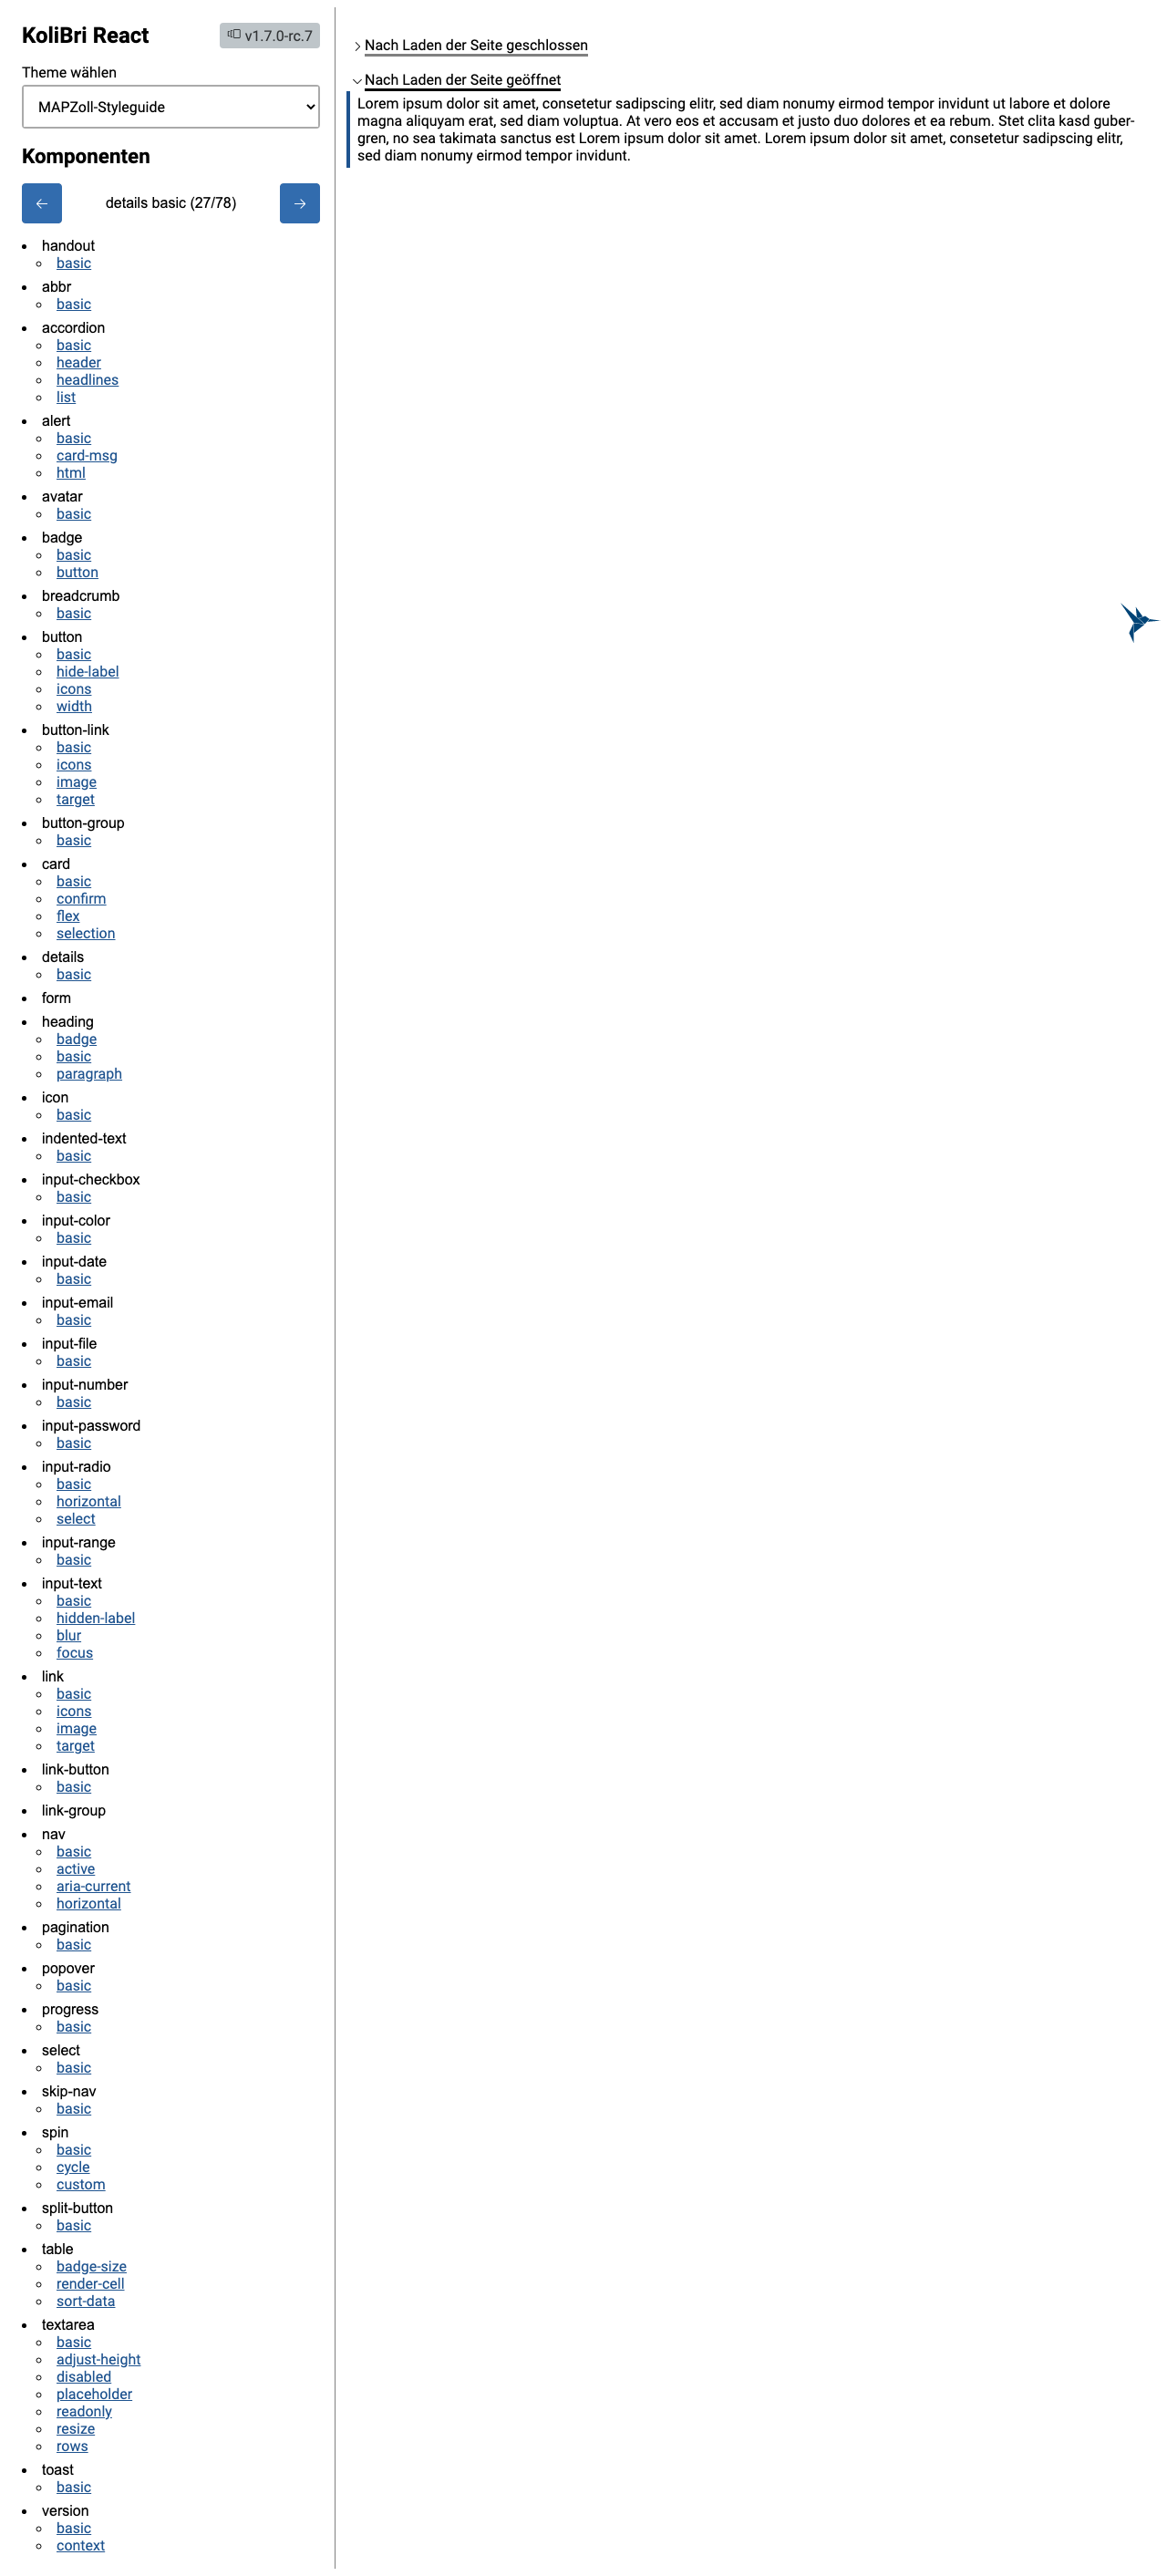 KoliBri React
v1.7.0-rc.7
Theme wählen
MAPZoll-Styleguide
Komponenten
← details basic (27/78) →
handout
basic
abbr
basic
accordion
basic
header
headlines
list
alert
basic
card-msg
html
avatar
basic
badge
basic
button
breadcrumb
basic
button
basic
hide-label
icons
width
button-link
basic
icons
image
target
button-group
basic
card
basic
confirm
flex
selection
details
basic
form
heading
badge
basic
paragraph
icon
basic
indented-text
basic
input-checkbox
basic
input-color
basic
input-date
basic
input-email
basic
input-file
basic
input-number
basic
input-password
basic
input-radio
basic
horizontal
select
input-range
basic
input-text
basic
hidden-label
blur
focus
link
basic
icons
image
target
link-button
basic
link-group
nav
basic
active
aria-current
horizontal
pagination
basic
popover
basic
progress
basic
select
basic
skip-nav
basic
spin
basic
cycle
custom
split-button
basic
table
badge-size
render-cell
sort-data
textarea
basic
adjust-height
disabled
placeholder
readonly
resize
rows
toast
basic
version
basic
context
Nach Laden der Seite geschlossen
Nach Laden der Seite geöffnet
Lorem ipsum dolor sit amet, consetetur sadipscing elitr, sed diam nonumy eirmod tempor invidunt ut labore et dolore
magna aliquyam erat, sed diam voluptua. At vero eos et accusam et justo duo dolores et ea rebum. Stet clita kasd guber-
gren, no sea takimata sanctus est Lorem ipsum dolor sit amet. Lorem ipsum dolor sit amet, consetetur sadipscing elitr,
sed diam nonumy eirmod tempor invidunt.